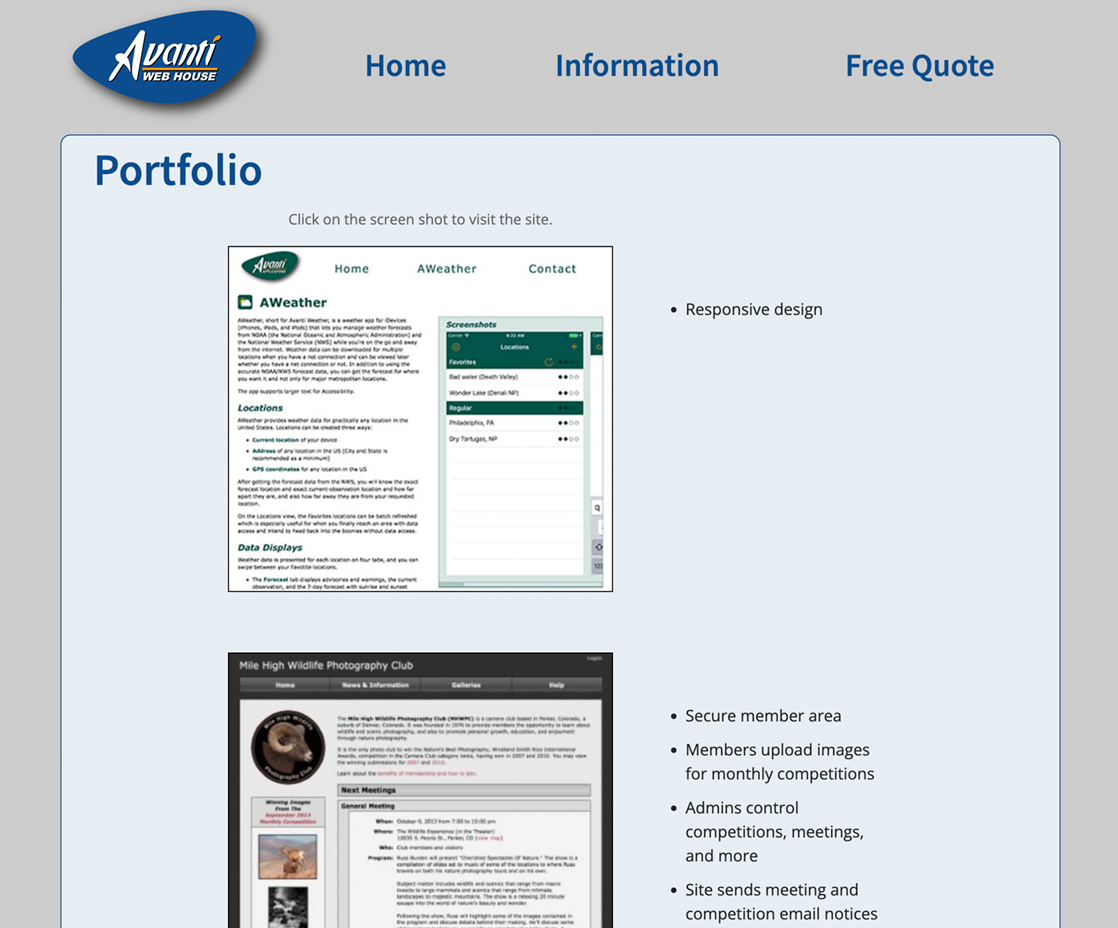 Avanti
WEB HOUSE
Home Information Free Quote
Portfolio
Click on the screen shot to visit the site.
Avanti
Home AWeather Contact
AWeather
AWeather, short for Avanti Weather, is a weather app for iDevices
(iPhones, iPads, and iPods) that lets you manage weather forecasts
from NOAA (the National Oceanic and Atmospheric Administration) and
the National Weather Service (NWS) while you're on the go and away
from the internet. Weather data can be downloaded for multiple
locations when you have a net connection and can be viewed later
whether you have a net connection or not. In addition to using the
accurate NOAA/NWS forecast data, you can get the forecast for where
you want it and not only for major metropolitan locations.
The app supports larger text for Accessibility.
Locations
AWeather provides weather data for practically any location in the
United States. Locations can be created three ways:
• Current location of your device
• Address of any location in the US (City and State is
recommended as a minimum)
• GPS coordinates for any location in the US
After getting the forecast data from the NWS, you will know the exact
forecast location and exact current observation location and how far
apart they are, and also how far away they are from your requested
location.
On the Locations view, the Favorites locations can be batch refreshed
which is especially useful for when you finally reach an area with data
access and intend to head back into the boonies without data access.
Data Displays
Weather data is presented for each location on four tabs, and you can
swipe between your Favorite locations.
• The Forecast tab displays advisories and warnings, the current
observation, and the 7-day forecast with sunrise and sunset
Screenshots
Carrier 9:22 AM
Locations
Favorites
Bad water (Death Valley)
Wonder Lake (Denali NP)
Regular
Philadelphia, PA
Dry Tortugas, NP
q
123
• Responsive design
Mile High Wildlife Photography Club Login
Home News & Information Galleries Help
Mile High Wildlife
Photography Club
The Mile High Wildlife Photography Club (MHWPC) is a camera club based in Parker, Colorado, a
suburb of Denver, Colorado. It was founded in 1976 to provide members the opportunity to learn about
wildlife and scenic photography, and also to promote personal growth, education, and enjoyment
through nature photography.
It is the only photo club to win the Nature's Best Photography, Windland Smith Rice International
Awards, competition in the Camera Club category twice, having won in 2007 and 2010. You may view
the winning submissions for 2007 and 2010.
Learn about the benefits of membership and how to join.
Winning Images
From The
September 2013
Monthly Competition
Next Meetings
General Meeting
When: October 9, 2013 from 7:00 to 10:00 pm
Where: The Wildlife Experience (in the Theater)
10035 S. Peoria St., Parker, CO [view map]
Who: Club members and visitors
Program: Russ Burden will present "Cherished Spectacles Of Nature." The show is a
compilation of slides set to music of some of the locations to where Russ
travels on both his nature photography tours and on his own.
Subject matter includes wildlife and scenics that range from macro
insects to large mammals and scenics that range from intimate
landscapes to majestic mountains. The show is a relaxing 20 minute
escape into the world of nature's beauty and wonder.
Following the show, Russ will highlight some of the images contained in
the program and discuss details behind their making. He'll discuss some
• Secure member area
• Members upload images
for monthly competitions
• Admins control
competitions, meetings,
and more
• Site sends meeting and
competition email notices